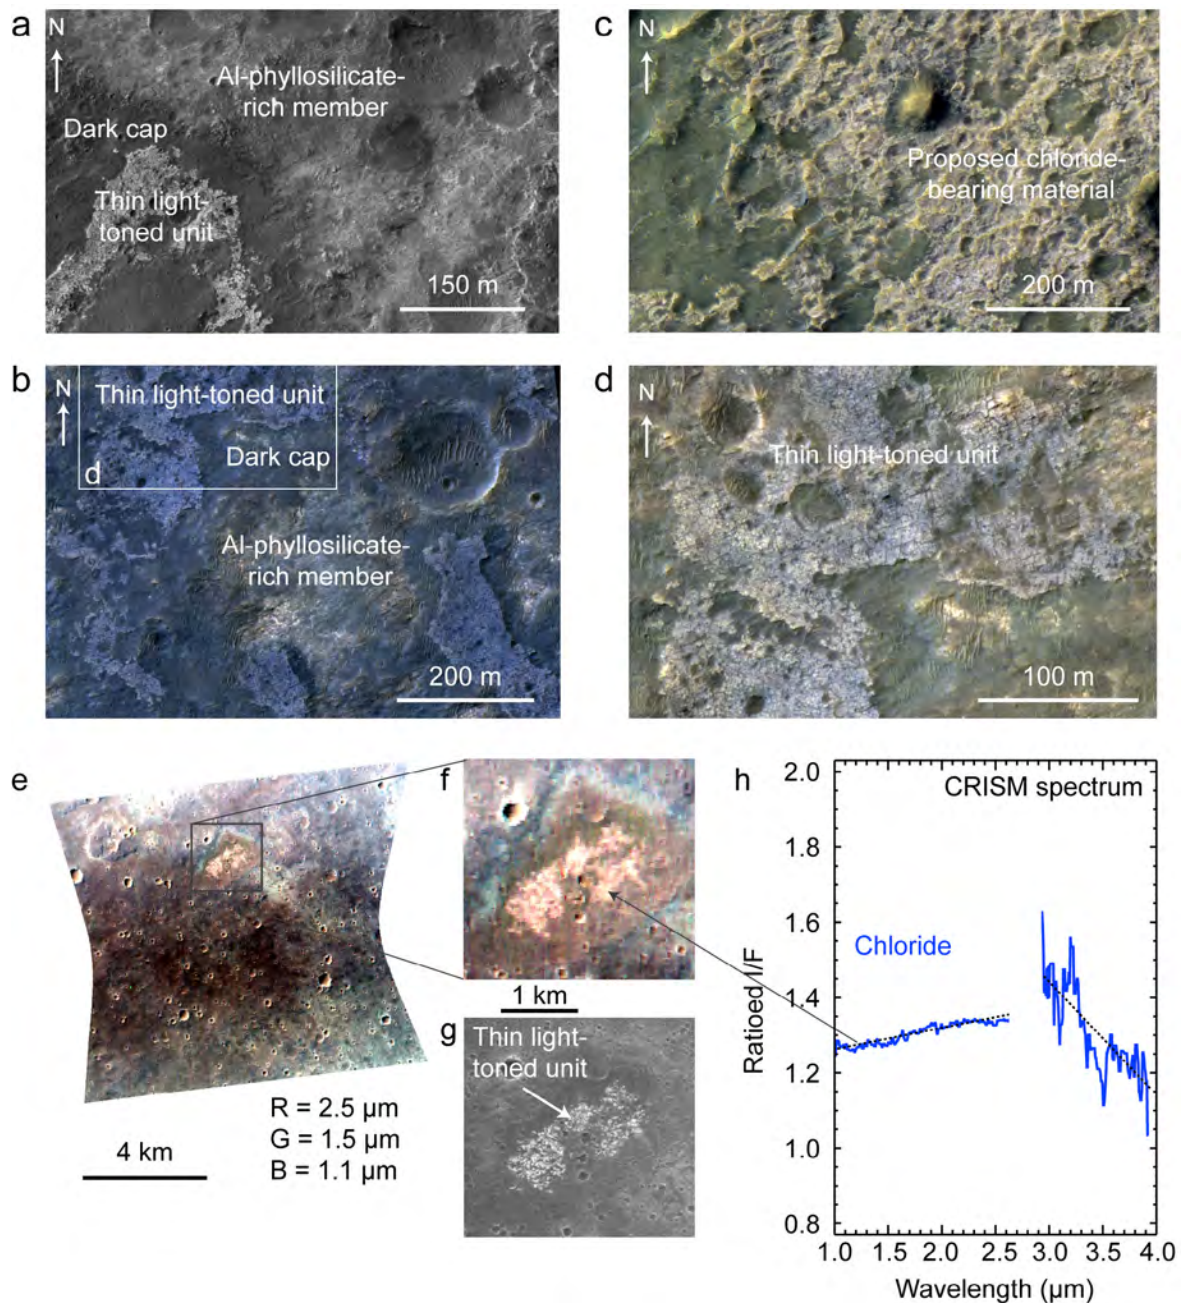 a
N
Al-phyllosilicate-
rich member
Dark cap
Thin light-
toned unit
150 m
c
N
Proposed chloride-
bearing material
200 m
b
N
Thin light-toned unit
Dark cap
d
Al-phyllosilicate-
rich member
200 m
d
N
Thin light-toned unit
100 m
e
R = 2.5 µm
G = 1.5 µm
B = 1.1 µm
4 km
f
1 km
g
Thin light-
toned unit
h
CRISM spectrum
Chloride
Ratioed I/F
2.0
1.8
1.6
1.4
1.2
1.0
0.8
1.0 1.5 2.0 2.5 3.0 3.5 4.0
Wavelength (µm)